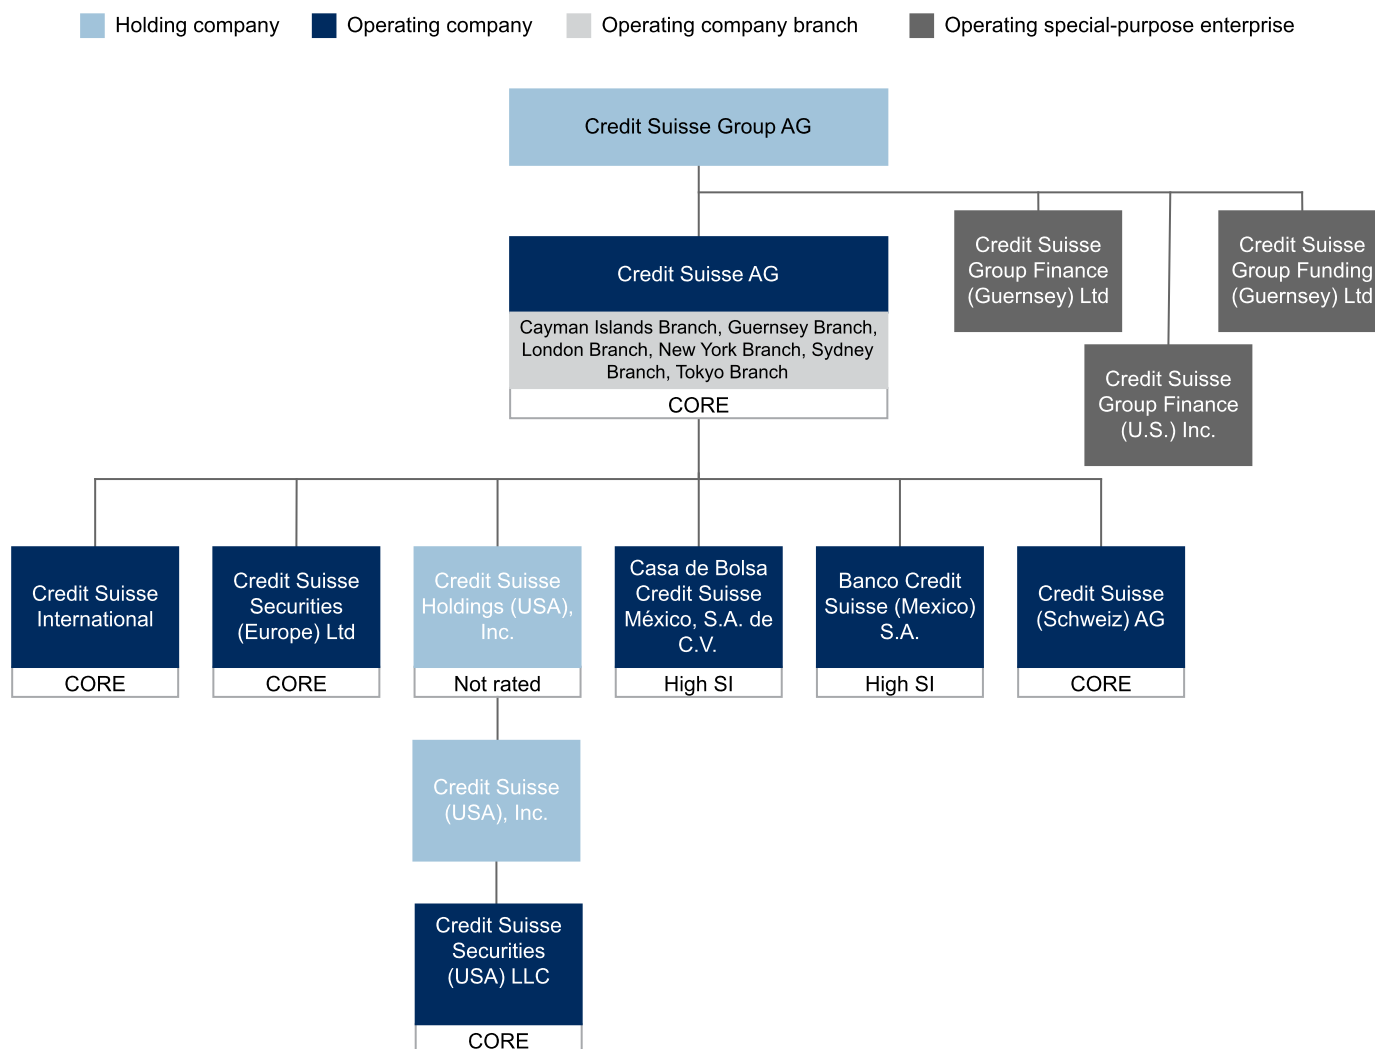 Holding company
Operating company
Operating company branch
Operating special-purpose enterprise
Credit Suisse Group AG
Credit Suisse AG
Cayman Islands Branch, Guernsey Branch,
London Branch, New York Branch, Sydney
Branch, Tokyo Branch
CORE
Credit Suisse
Group Finance
(Guernsey) Ltd
Credit Suisse
Group Finance
(U.S.) Inc.
Credit Suisse
Group Funding
(Guernsey) Ltd
Credit Suisse
International
CORE
Credit Suisse
Securities
(Europe) Ltd
CORE
Credit Suisse
Holdings (USA),
Inc.
Not rated
Casa de Bolsa
Credit Suisse
México, S.A. de
C.V.
High SI
Banco Credit
Suisse (Mexico)
S.A.
High SI
Credit Suisse
(Schweiz) AG
CORE
Credit Suisse
(USA), Inc.
Credit Suisse
Securities
(USA) LLC
CORE